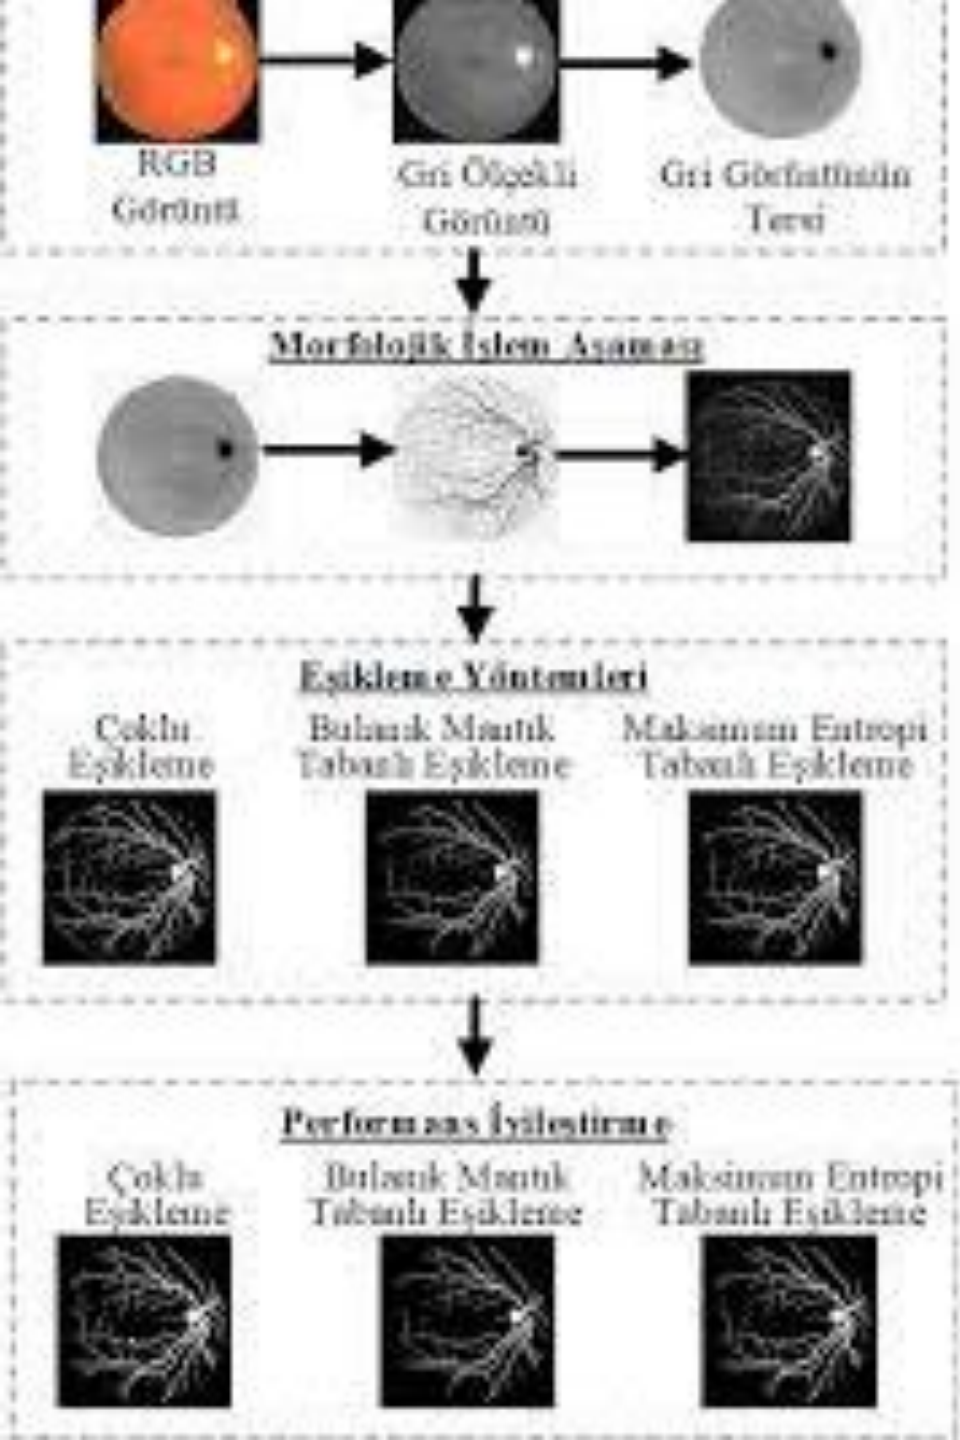 RGB
Görüntü
Gri Ölçekli
Görüntü
Gri Görüntünün
Tersi
Morfolojik İşlem Aşaması
Eşikleme Yöntemleri
Çoklu
Eşikleme
Bulanık Mantık
Tabanlı Eşikleme
Maksimum Entropi
Tabanlı Eşikleme
Performans İyileştirme
Çoklu
Eşikleme
Bulanık Mantık
Tabanlı Eşikleme
Maksimum Entropi
Tabanlı Eşikleme